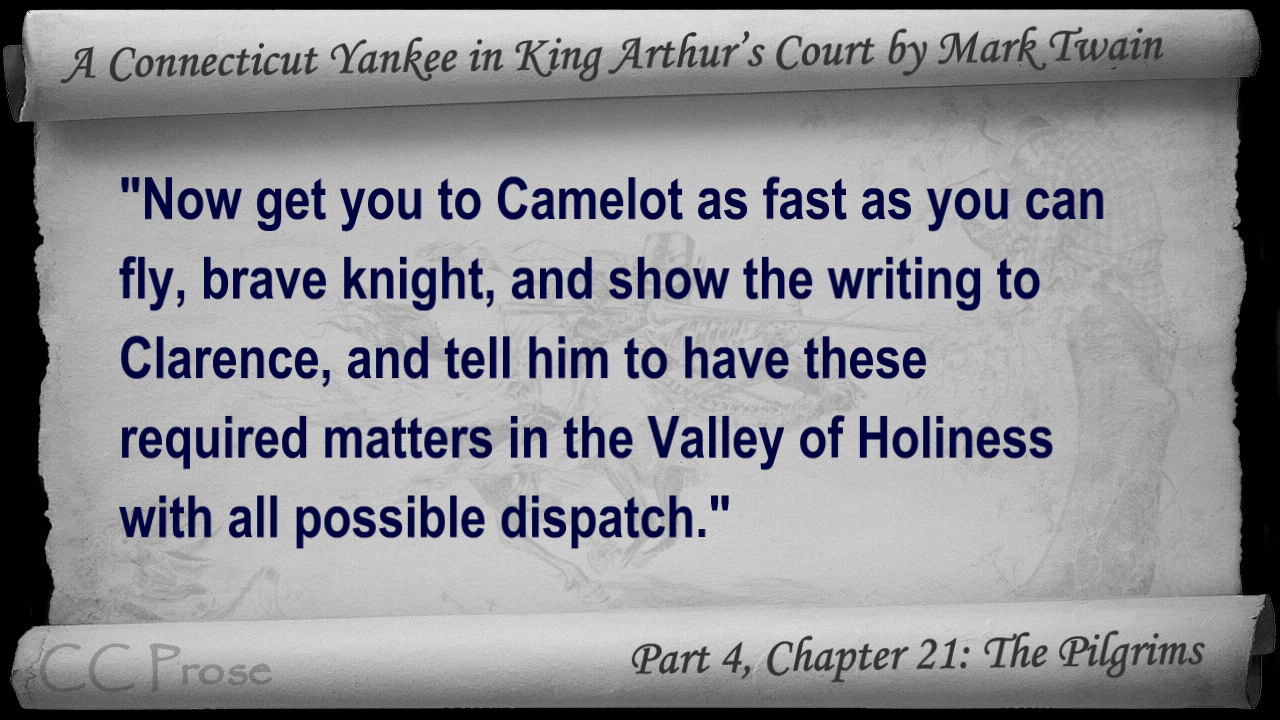 A Connecticut Yankee in King Arthur's Court by Mark Twain
"Now get you to Camelot as fast as you can
fly, brave knight, and show the writing to
Clarence, and tell him to have these
required matters in the Valley of Holiness
with all possible dispatch."
CC Prose
Part 4, Chapter 21: The Pilgrims